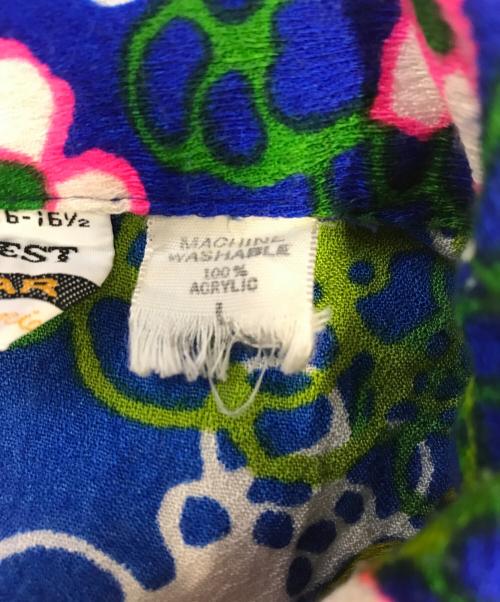 6-16½
EST
AR
MACHINE
WASHABLE
100%
ACRYLIC
L